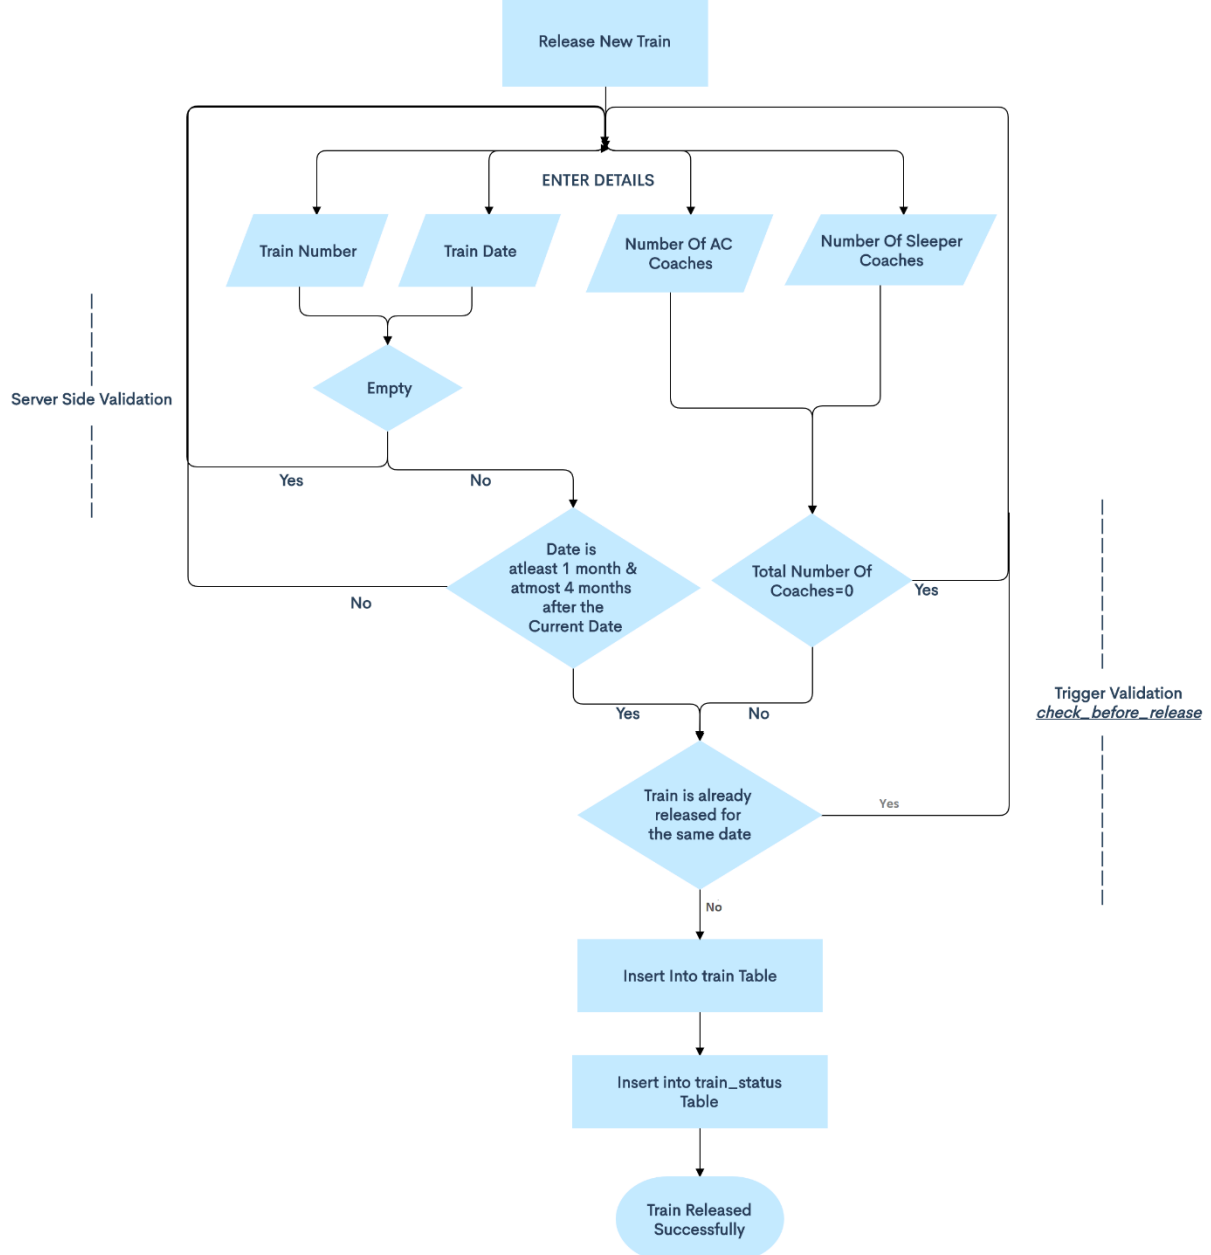 Release New Train
ENTER DETAILS
Train Number
Train Date
Number Of AC
Coaches
Number Of Sleeper
Coaches
Empty
Server Side Validation
Yes
No
Date is
atleast 1 month &
atmost 4 months
after the
Current Date
No
Total Number Of
Coaches=0
Yes
Yes
No
Trigger Validation
check_before_release
Train is already
released for
the same date
Yes
No
Insert Into train Table
Insert into train_status
Table
Train Released
Successfully